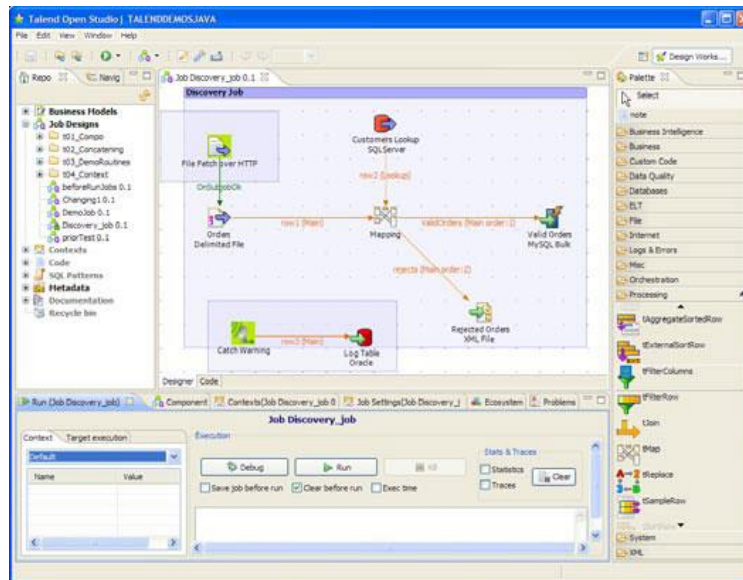 Talend Open Studio | TALENDDEMOSJAVA
File Edit View Window Help
Design Works...
Repo Navig
Job Discovery_job 0.1
Palette
Business Models
Job Designs
t01_Compo
t02_Concatering
t03_DemoRoutines
t04_Context
beforeRunJobs 0.1
Changing1 0.1
DemoJob 0.1
Discovery_job 0.1
priorTest 0.1
Contexts
Code
SQL Patterns
Metadata
Documentation
Recycle bin
Discovery Job
File Fetch over HTTP
OnSubjobOk
Customers Lookup
SQLServer
row2 (Lookup)
Orders
Delimited File
row1 (Main)
Mapping
ValidOrders (Main order:1)
Valid Orders
MySQL Bulk
rejects (Main order:2)
Rejected Orders
XML File
Catch Warning
row3 (Main)
Log Table
Oracle
Designer Code
Select
note
Business Intelligence
Business
Custom Code
Data Quality
Databases
ELT
File
Internet
Logs & Errors
Misc
Orchestration
Processing
tAggregateSortedRow
tExternalSortRow
tFilterColumns
tFilterRow
tJoin
tMap
tReplace
tSampleRow
System
XML
Run (Job Discovery_job)
Component
Contexts(Job Discovery_job 0
Job Settings(Job Discovery_j
Ecosystem
Problems
Job Discovery_job
Context Target execution
Default
Name Value
Execution
Debug Run Kill
Save job before run Clear before run Exec time
Stats & Traces
Statistics
Traces
Clear